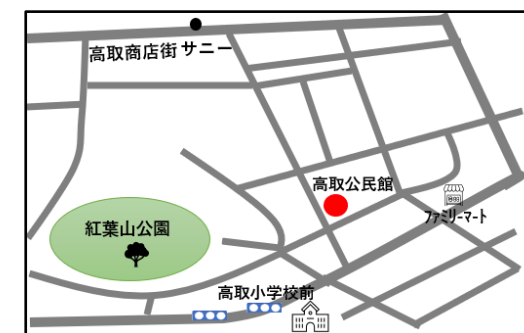 高取商店街 サニー
高取公民館
ファミリーマート
紅葉山公園
高取小学校前